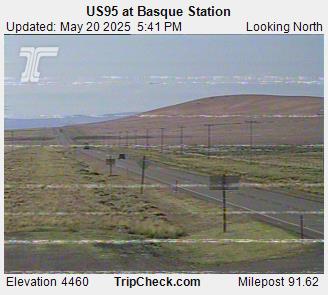 US95 at Basque Station
Updated: May 20 2025 5:41 PM Looking North
Elevation 4460 TripCheck.com Milepost 91.62